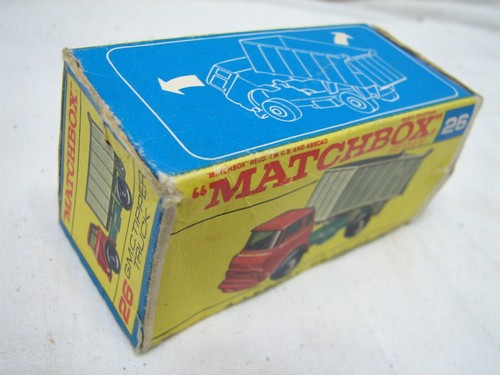 "MATCHBOX" REGD. I.N G.B. AND ABROAD
"MATCHBOX"
26
"MATCHBOX"
GMC TIPPER
TRUCK
26